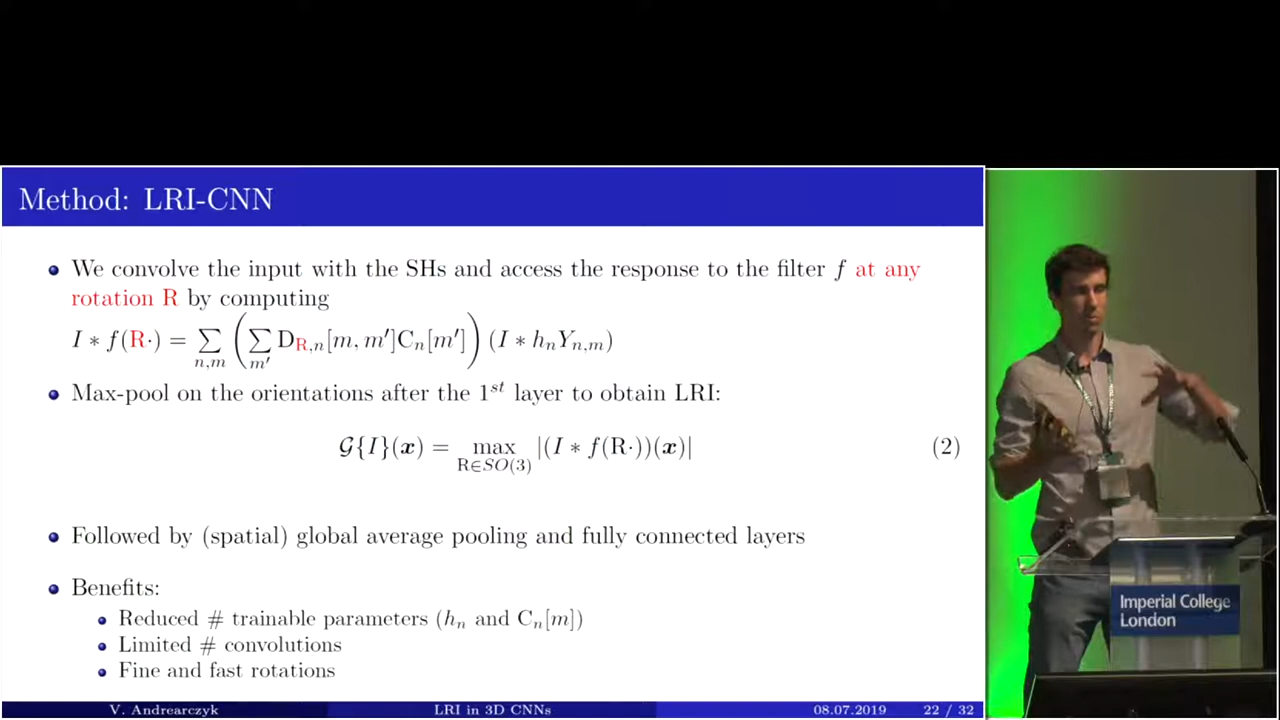 Method: LRI-CNN
We convolve the input with the SHs and access the response to the filter f at any
rotation R by computing
I ∗ f(R·) = ∑_{n,m} (∑_{m′} D_{R,n}[m, m′]C_n[m′]) (I ∗ h_nY_{n,m})
Max-pool on the orientations after the 1^{st} layer to obtain LRI:
𝒢{I}(x) = max_{R∈SO(3)} |(I ∗ f(R·))(x)| (2)
Followed by (spatial) global average pooling and fully connected layers
Benefits:
Reduced # trainable parameters (h_n and C_n[m])
Limited # convolutions
Fine and fast rotations
V. Andrearczyk LRI in 3D CNNs 08.07.2019 22 / 32
Imperial College
London